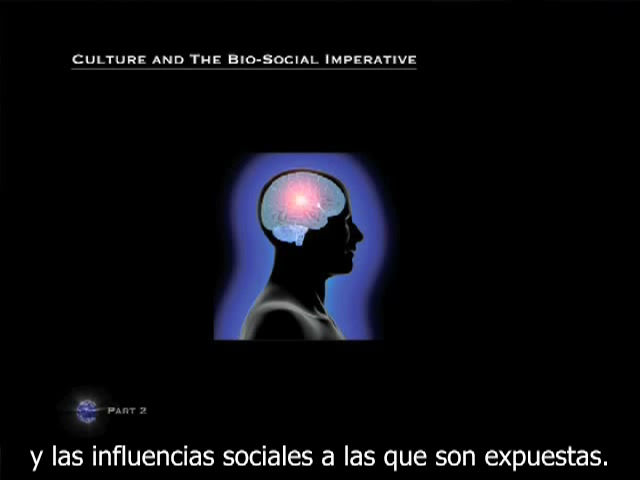 CULTURE AND THE BIO-SOCIAL IMPERATIVE
PART 2
y las influencias sociales a las que son expuestas.